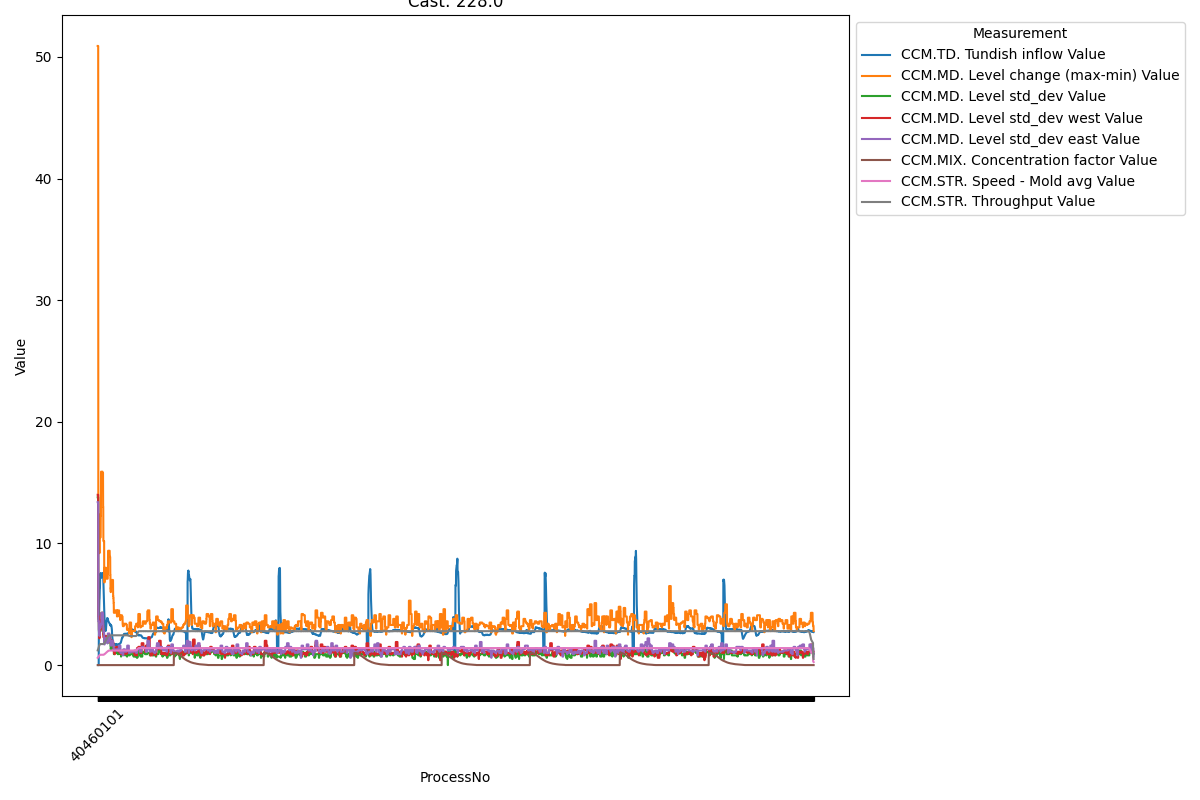 Cast: 228.0
Measurement
CCM.TD. Tundish inflow Value
CCM.MD. Level change (max-min) Value
CCM.MD. Level std_dev Value
CCM.MD. Level std_dev west Value
CCM.MD. Level std_dev east Value
CCM.MIX. Concentration factor Value
CCM.STR. Speed - Mold avg Value
CCM.STR. Throughput Value
50
40
30
20
10
0
Value
40460101
ProcessNo